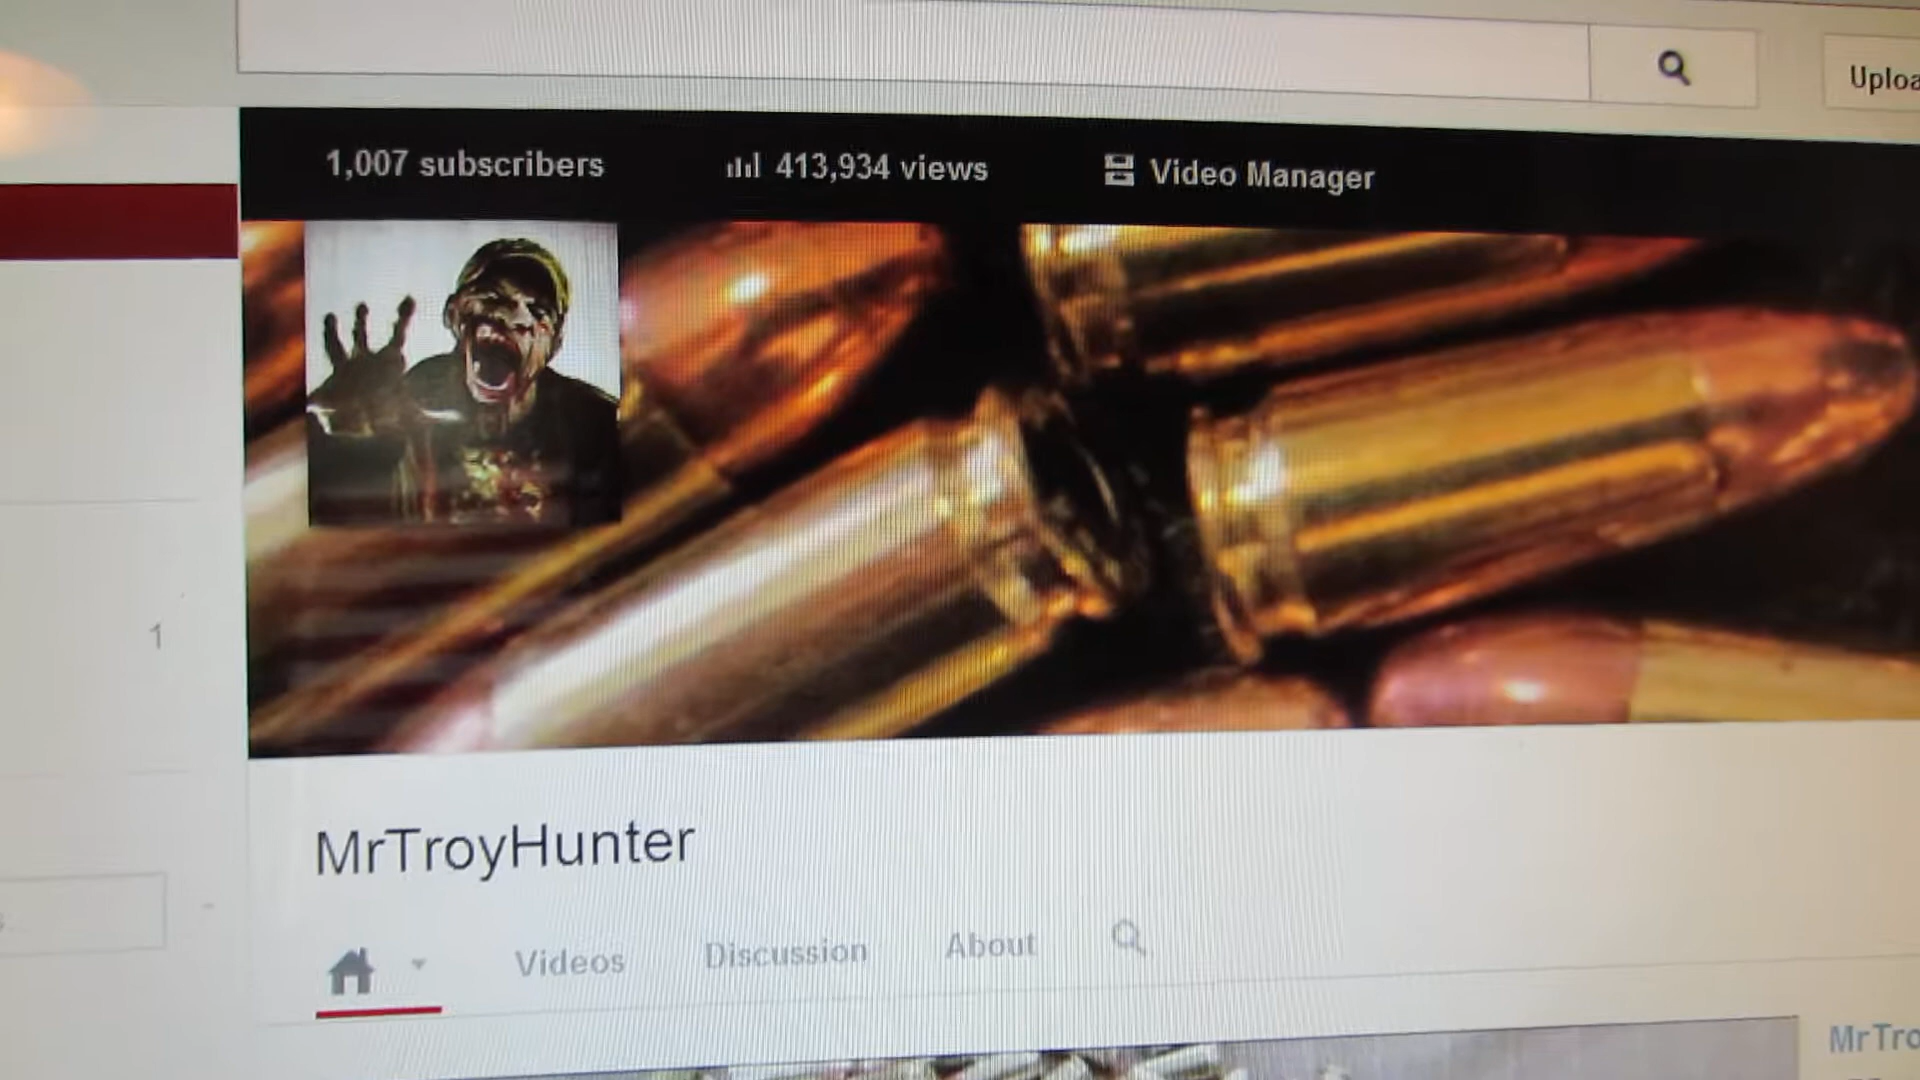 Uploa
1,007 subscribers
413,934 views
Video Manager
1
MrTroyHunter
Videos
Discussion
About
MrTro